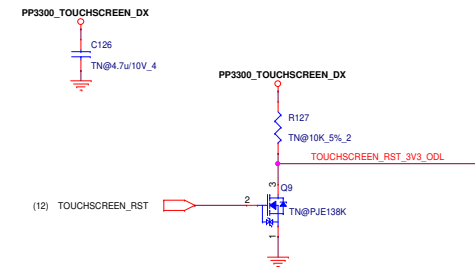 PP3300_TOUCHSCREEN_DX
C126
TN@4.7u/10V_4
PP3300_TOUCHSCREEN_DX
R127
TN@10K_5%_2
TOUCHSCREEN_RST_3V3_ODL
3
Q9
(12) TOUCHSCREEN_RST
2
TN@PJE138K
1